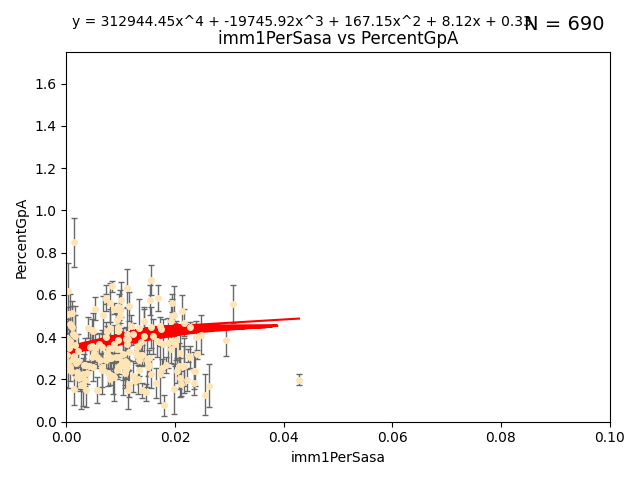 y = 312944.45x^4 + -19745.92x^3 + 167.15x^2 + 8.12x + 0.33
N = 690
imm1PerSasa vs PercentGpA
PercentGpA
1.6
1.4
1.2
1.0
0.8
0.6
0.4
0.2
0.0
0.00 0.02 0.04 0.06 0.08 0.10
imm1PerSasa